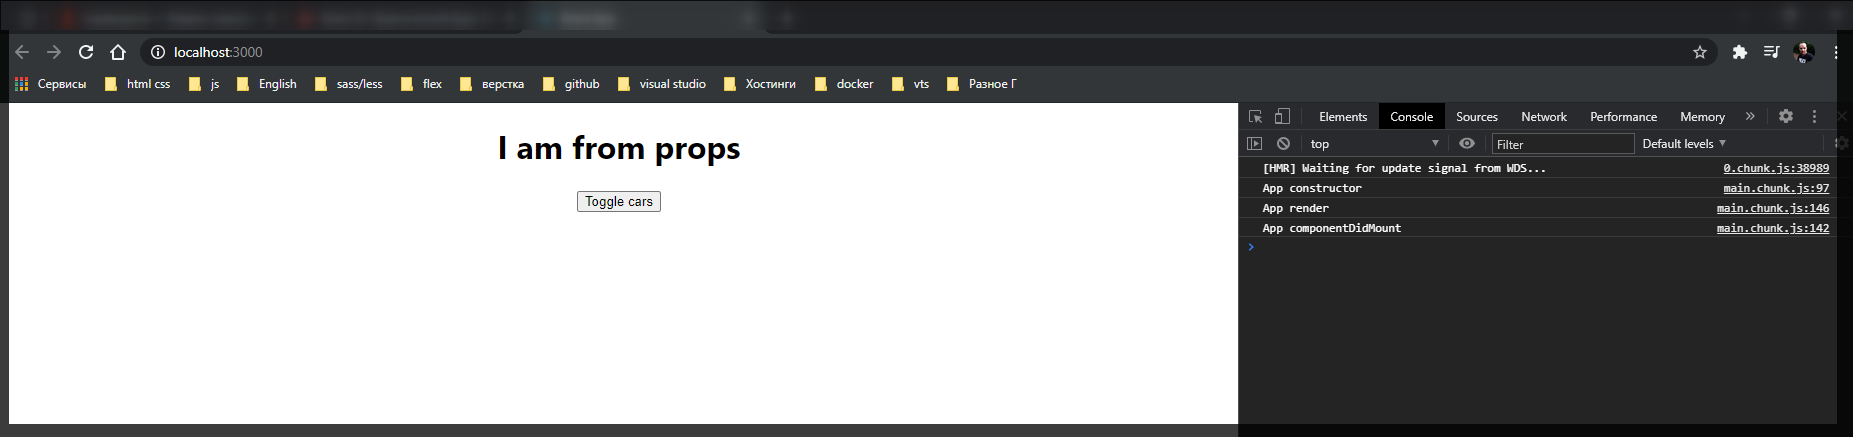 localhost:3000
Сервисы html css js English sass/less flex верстка github visual studio Хостинги docker vts Разное Г
I am from props
Toggle cars
Elements Console Sources Network Performance Memory »
top Filter Default levels
[HMR] Waiting for update signal from WDS... 0.chunk.js:38989
App constructor main.chunk.js:97
App render main.chunk.js:146
App componentDidMount main.chunk.js:142